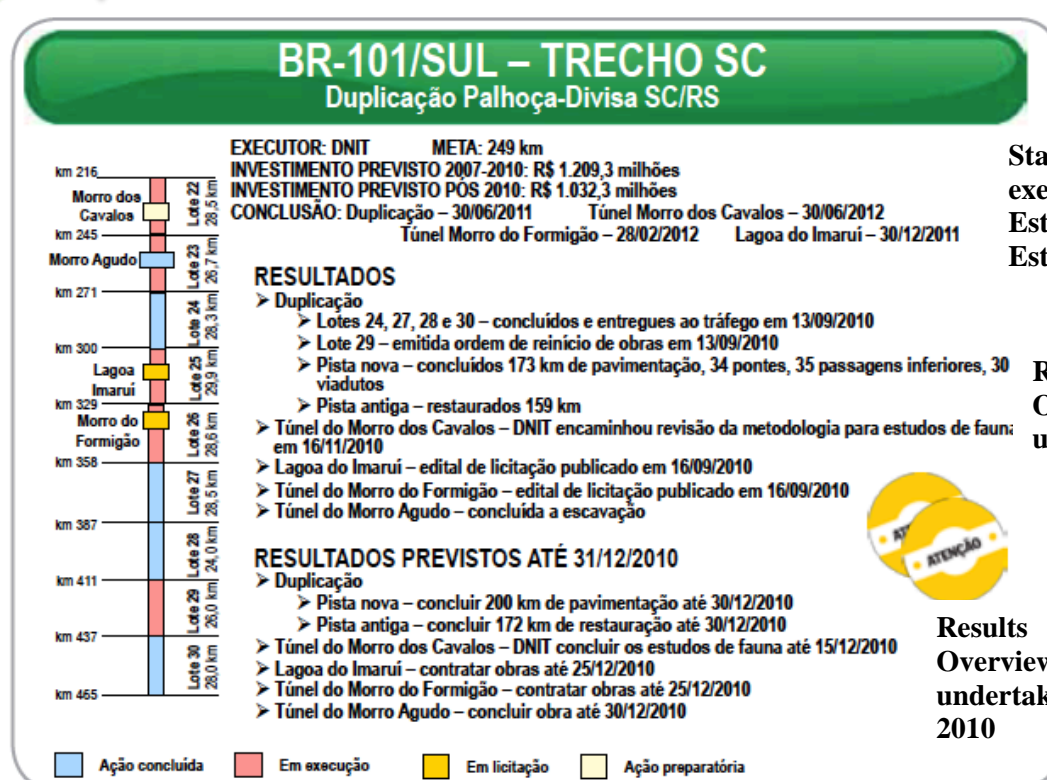 BR-101/SUL – TRECHO SC
Duplicação Palhoça-Divisa SC/RS
EXECUTOR: DNIT META: 249 km
INVESTIMENTO PREVISTO 2007-2010: R$ 1.209,3 milhões
INVESTIMENTO PREVISTO PÓS 2010: R$ 1.032,3 milhões
CONCLUSÃO: Duplicação – 30/06/2011 Túnel Morro dos Cavalos – 30/06/2012
Túnel Morro do Formigão – 28/02/2012 Lagoa do Imaruí – 30/12/2011
km 216
Morro dos
Cavalos
Lote 22
28,5 km
km 245
Morro Agudo
Lote 23
26,7 km
km 271
Lote 24
28,3 km
km 300
Lagoa
Imaruí
Lote 25
29,9 km
km 329
Morro do
Formigão
Lote 26
28,6 km
km 358
Lote 27
28,5 km
km 387
Lote 28
24,0 km
km 411
Lote 29
26,0 km
km 437
Lote 30
28,0 km
km 465
RESULTADOS
➢ Duplicação
➢ Lotes 24, 27, 28 e 30 – concluídos e entregues ao tráfego em 13/09/2010
➢ Lote 29 – emitida ordem de reinício de obras em 13/09/2010
➢ Pista nova – concluídos 173 km de pavimentação, 34 pontes, 35 passagens inferiores, 30
viadutos
➢ Pista antiga – restaurados 159 km
➢ Túnel do Morro dos Cavalos – DNIT encaminhou revisão da metodologia para estudos de fauna
em 16/11/2010
➢ Lagoa do Imaruí – edital de licitação publicado em 16/09/2010
➢ Túnel do Morro do Formigão – edital de licitação publicado em 16/09/2010
➢ Túnel do Morro Agudo – concluída a escavação
RESULTADOS PREVISTOS ATÉ 31/12/2010
➢ Duplicação
➢ Pista nova – concluir 200 km de pavimentação até 30/12/2010
➢ Pista antiga – concluir 172 km de restauração até 30/12/2010
➢ Túnel do Morro dos Cavalos – DNIT concluir os estudos de fauna até 15/12/2010
➢ Lagoa do Imaruí – contratar obras até 25/12/2010
➢ Túnel do Morro do Formigão – contratar obras até 25/12/2010
➢ Túnel do Morro Agudo – concluir obra até 30/12/2010
ATENÇÃO
Results
2010
Ação concluída Em execução Em licitação Ação preparatória